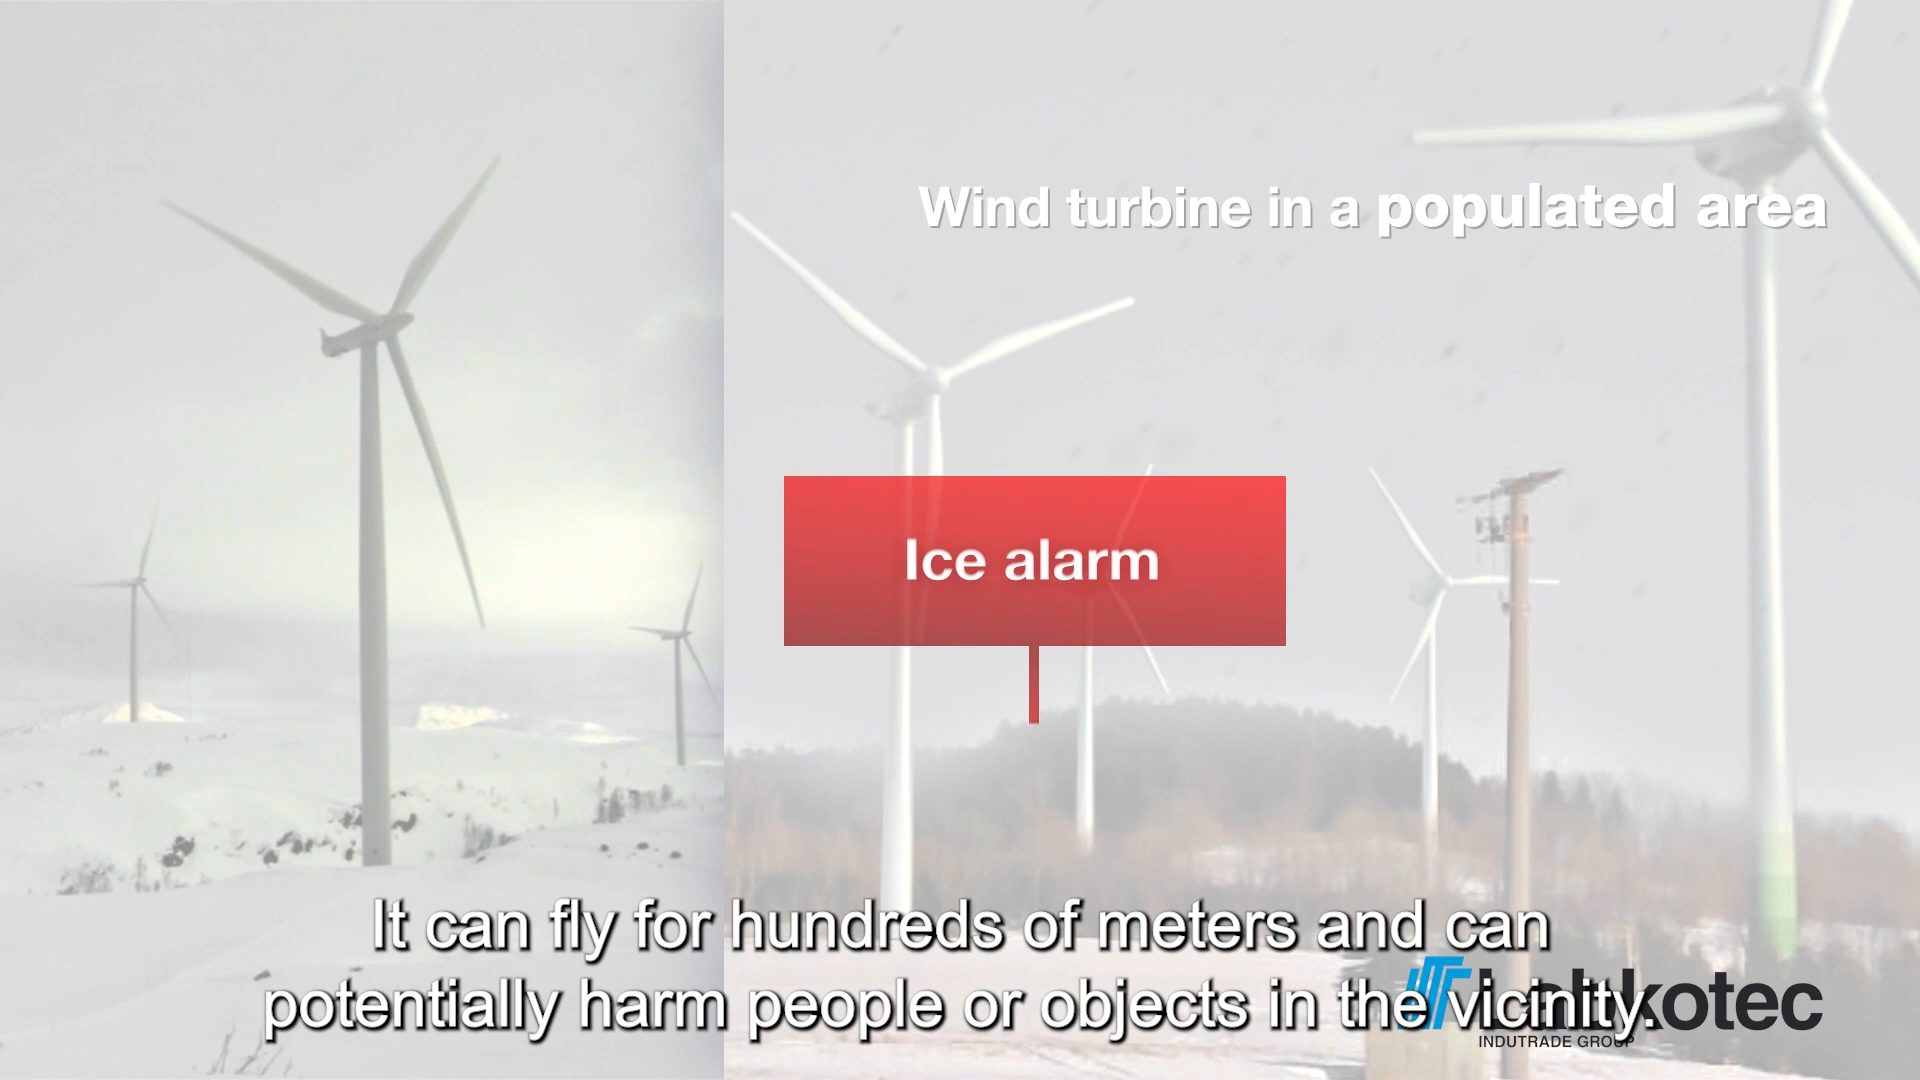 Wind turbine in a populated area
Ice alarm
It can fly for hundreds of meters and can
potentially harm people or objects in the vicinity.
Labkotec
INDUTRADE GROUP